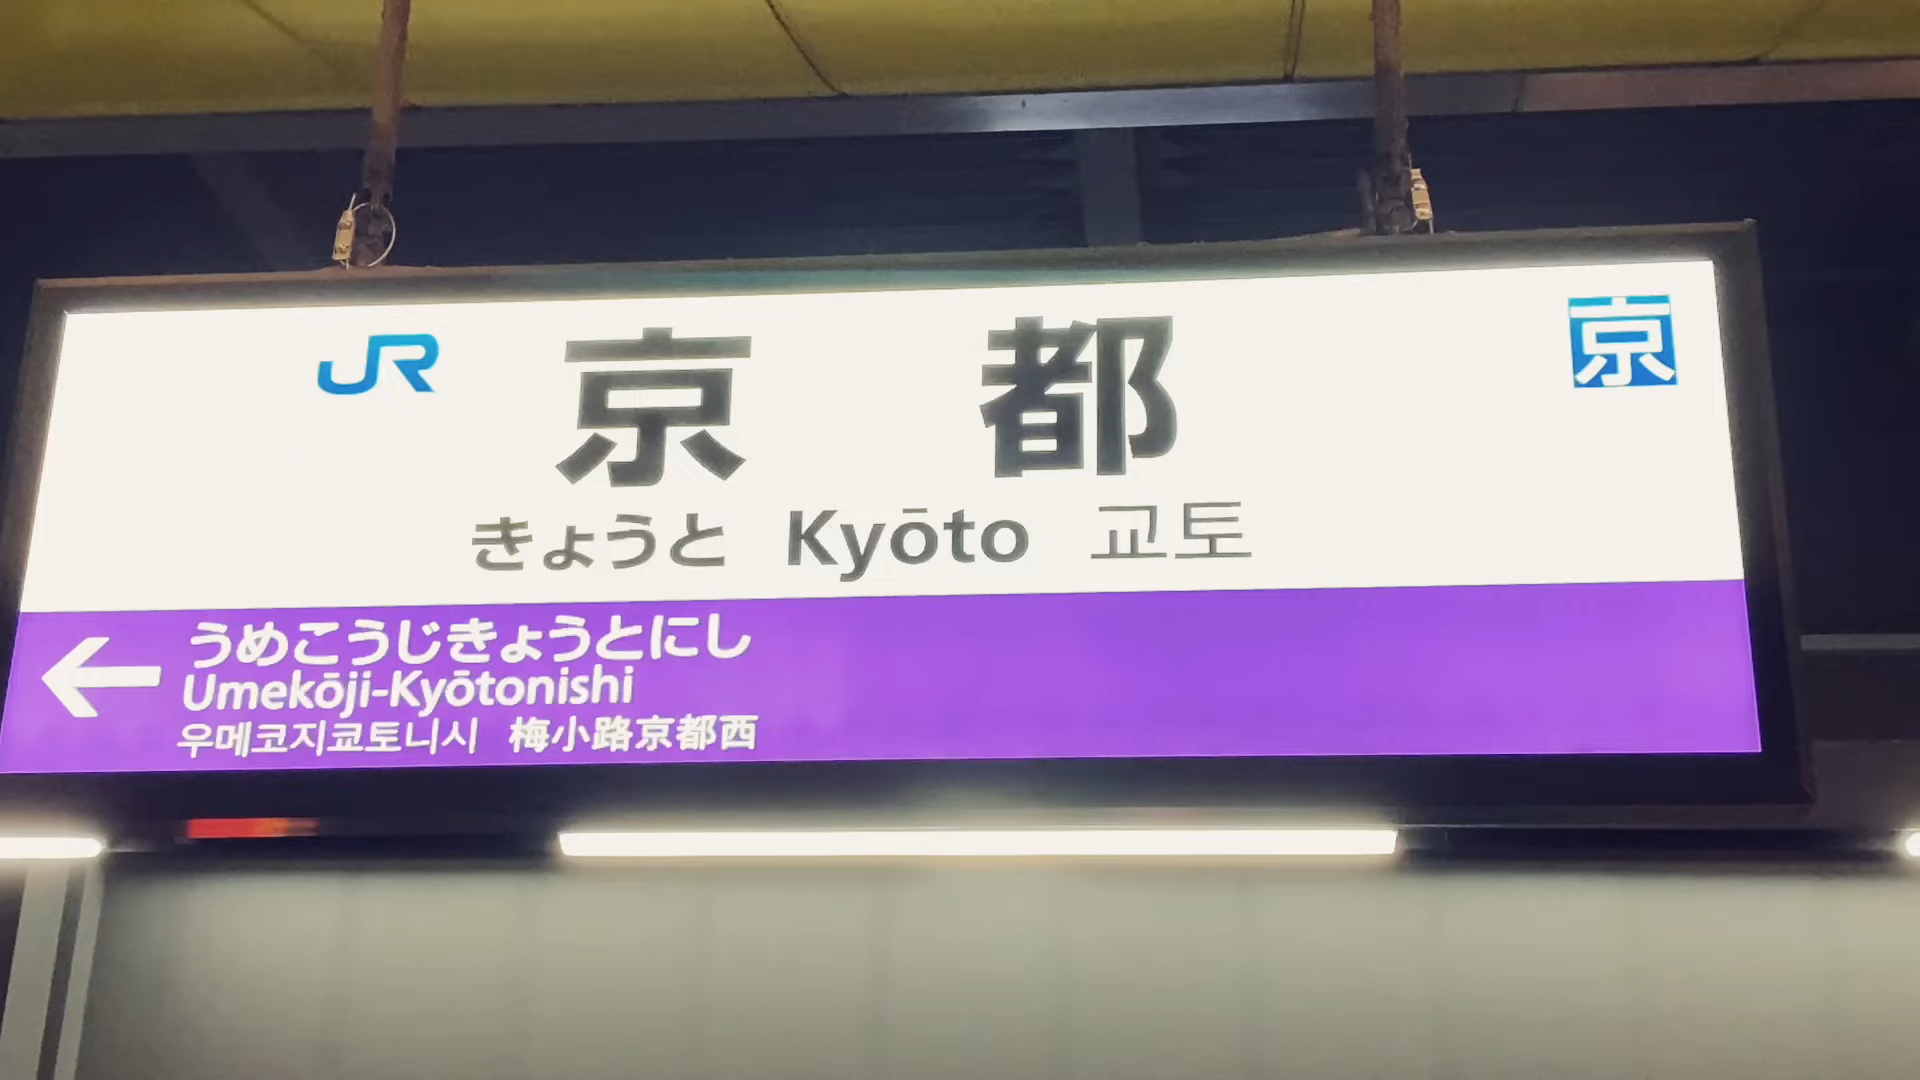 JR 京都 京
きょうと Kyōto 교토
うめこうじきょうとにし
Umekōji-Kyōtonishi
우메코지쿄토니시 梅小路京都西